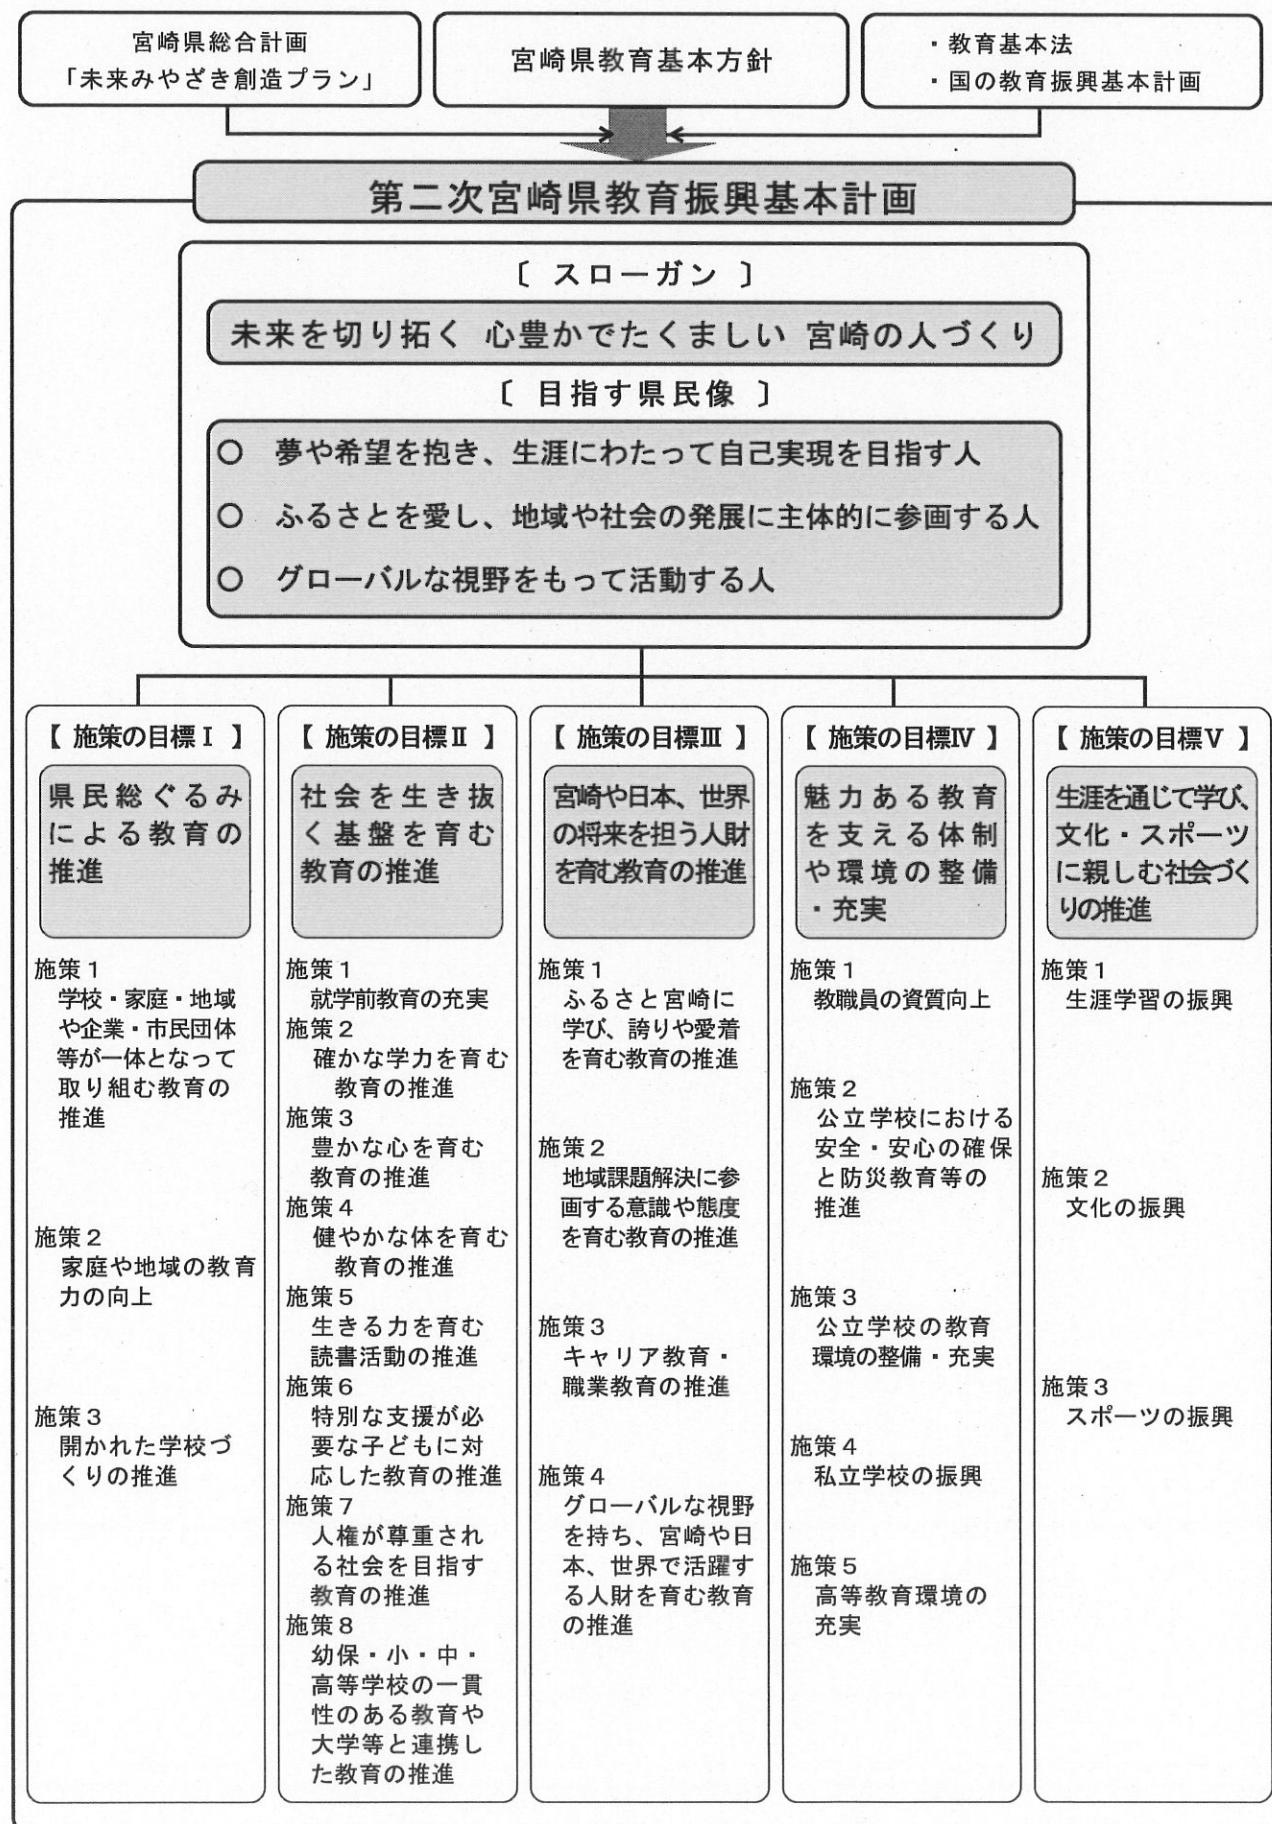 宮崎県総合計画
「未来みやざき創造プラン」
宮崎県教育基本方針
・教育基本法
・国の教育振興基本計画
第二次宮崎県教育振興基本計画
〔 スローガン 〕
未来を切り拓く 心豊かでたくましい 宮崎の人づくり
〔 目指す県民像 〕
○ 夢や希望を抱き、生涯にわたって自己実現を目指す人
○ ふるさとを愛し、地域や社会の発展に主体的に参画する人
○ グローバルな視野をもって活動する人
【 施策の目標Ⅰ 】
県民総ぐるみ
による教育の
推進
施策1
学校・家庭・地域
や企業・市民団体
等が一体となって
取り組む教育の
推進
施策2
家庭や地域の教育
力の向上
施策3
開かれた学校づ
くりの推進
【 施策の目標Ⅱ 】
社会を生き抜
く基盤を育む
教育の推進
施策1
就学前教育の充実
施策2
確かな学力を育む
教育の推進
施策3
豊かな心を育む
教育の推進
施策4
健やかな体を育む
教育の推進
施策5
生きる力を育む
読書活動の推進
施策6
特別な支援が必
要な子どもに対
応した教育の推進
施策7
人権が尊重され
る社会を目指す
教育の推進
施策8
幼保・小・中・
高等学校の一貫
性のある教育や
大学等と連携し
た教育の推進
【 施策の目標Ⅲ 】
宮崎や日本、世界
の将来を担う人財
を育む教育の推進
施策1
ふるさと宮崎に
学び、誇りや愛着
を育む教育の推進
施策2
地域課題解決に参
画する意識や態度
を育む教育の推進
施策3
キャリア教育・
職業教育の推進
施策4
グローバルな視野
を持ち、宮崎や日
本、世界で活躍す
る人財を育む教育
の推進
【 施策の目標Ⅳ 】
魅力ある教育
を支える体制
や環境の整備
・充実
施策1
教職員の資質向上
施策2
公立学校における
安全・安心の確保
と防災教育等の
推進
施策3
公立学校の教育
環境の整備・充実
施策4
私立学校の振興
施策5
高等教育環境の
充実
【 施策の目標Ⅴ 】
生涯を通じて学び、
文化・スポーツ
に親しむ社会づく
りの推進
施策1
生涯学習の振興
施策2
文化の振興
施策3
スポーツの振興